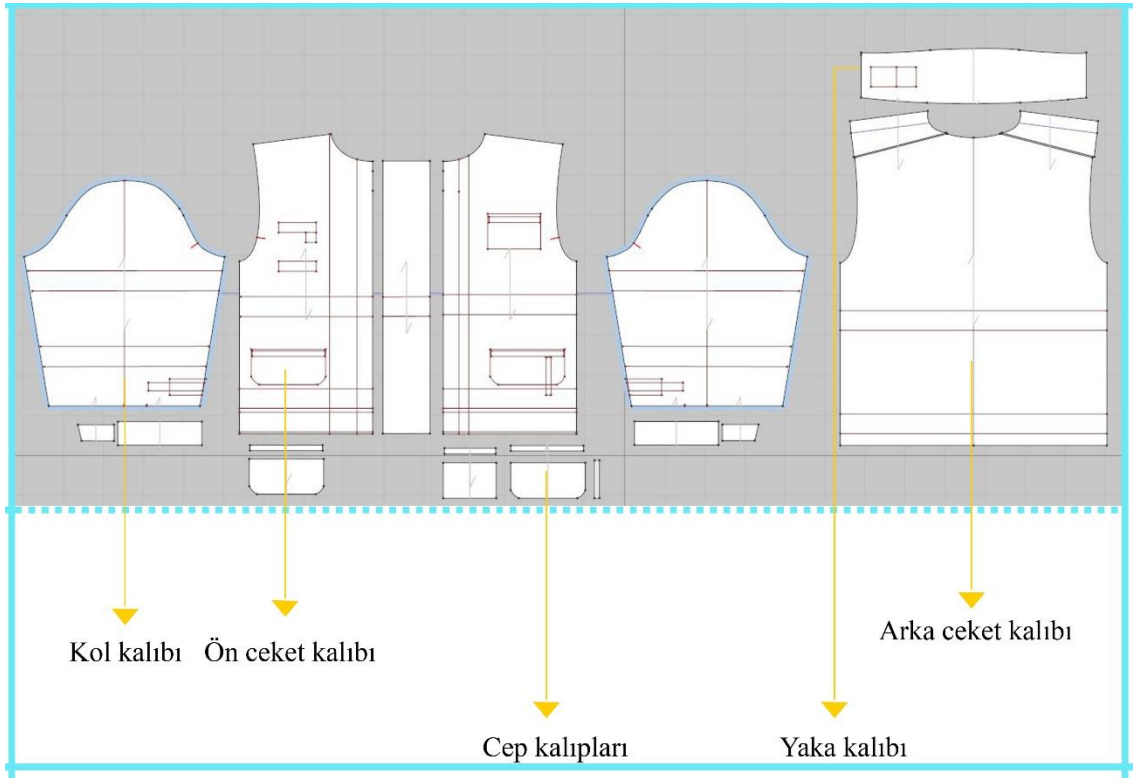 Kol kalıbı
Ön ceket kalıbı
Arka ceket kalıbı
Cep kalıpları
Yaka kalıbı